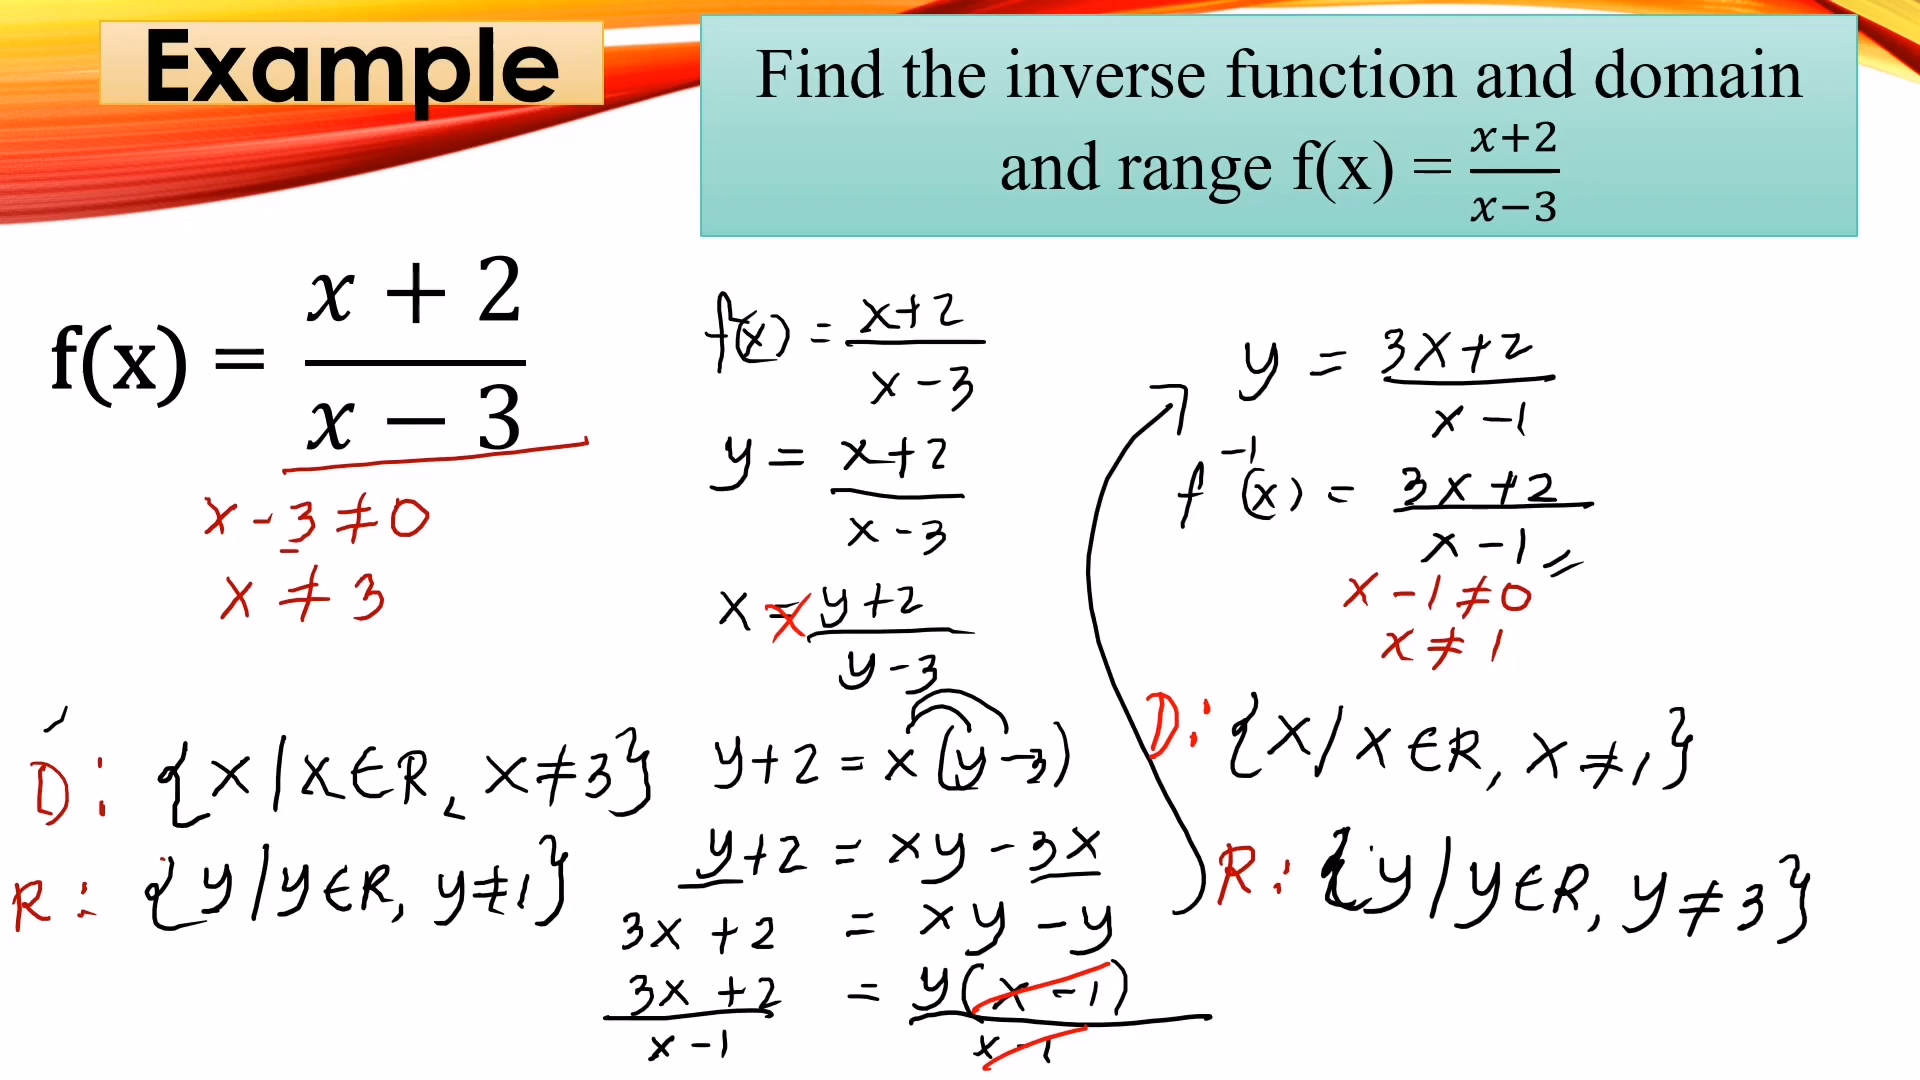 Example
Find the inverse function and domain
and range f(x) = x+2/x−3
f(x) = x + 2/x − 3
x - 3 ≠ 0
x ≠ 3
D: {x/x∈R, x≠3}
R: {y/y∈R, y≠1}
f(x) = x+2/x-3
y = x+2/x-3
x = y+2/y-3
y+2 = x(y-3)
y+2 = xy - 3x
3x + 2 = xy - y
3x + 2/x - 1 = y(x - 1)/x - 1
y = 3x+2/x-1
f⁻¹(x) = 3x+2/x-1
x - 1 ≠ 0
x ≠ 1
D: {x/x∈R, x≠1}
R: {y/y∈R, y≠3}